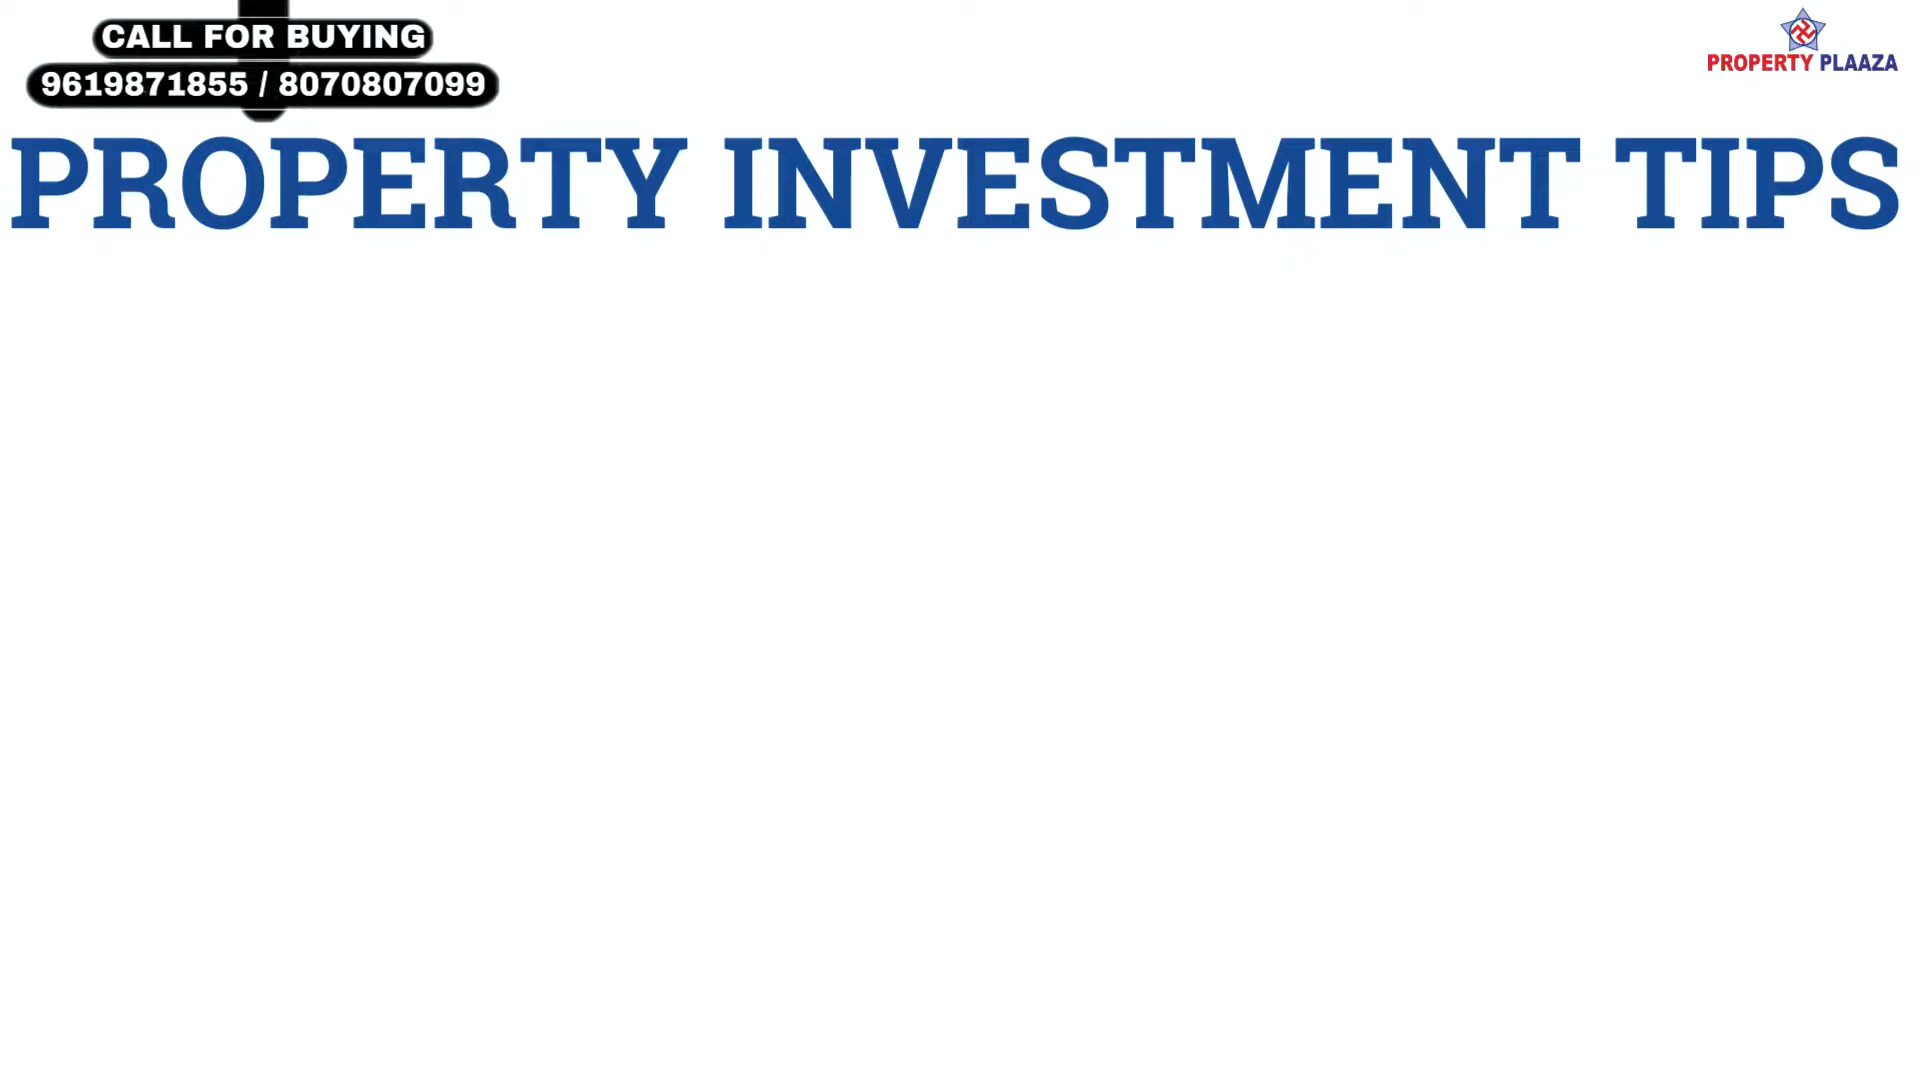 CALL FOR BUYING
9619871855 / 8070807099
PROPERTY PLAAZA
PROPERTY INVESTMENT TIPS